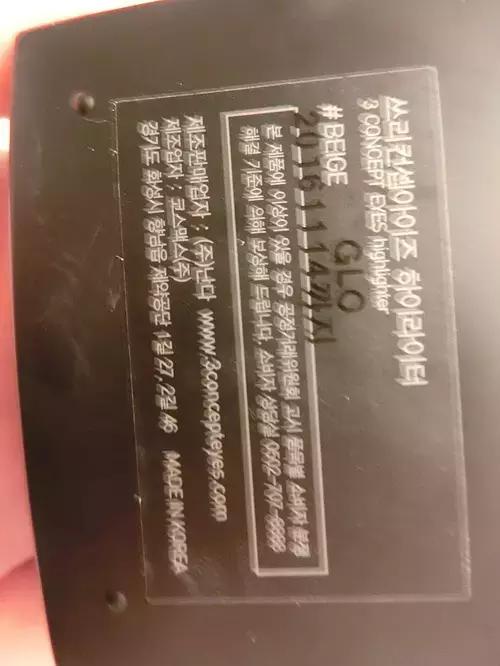 쓰리컨셉아이즈 하이라이터
3 CONCEPT EYES highlighter
# BEIGE
GLO
20161114까지
본 제품에 이상이 있을 경우 공정거래위원회 고시 품목별 소비자 분쟁
해결 기준에 의해 보상해 드립니다. 소비자 상담실 0502-707-8888
제조판매업자 : (주)난다 www.3concepteyes.com
제조업자 : 코스맥스(주)
경기도 화성시 향남읍 제약공단 1길 27, 2길 46 MADE IN KOREA